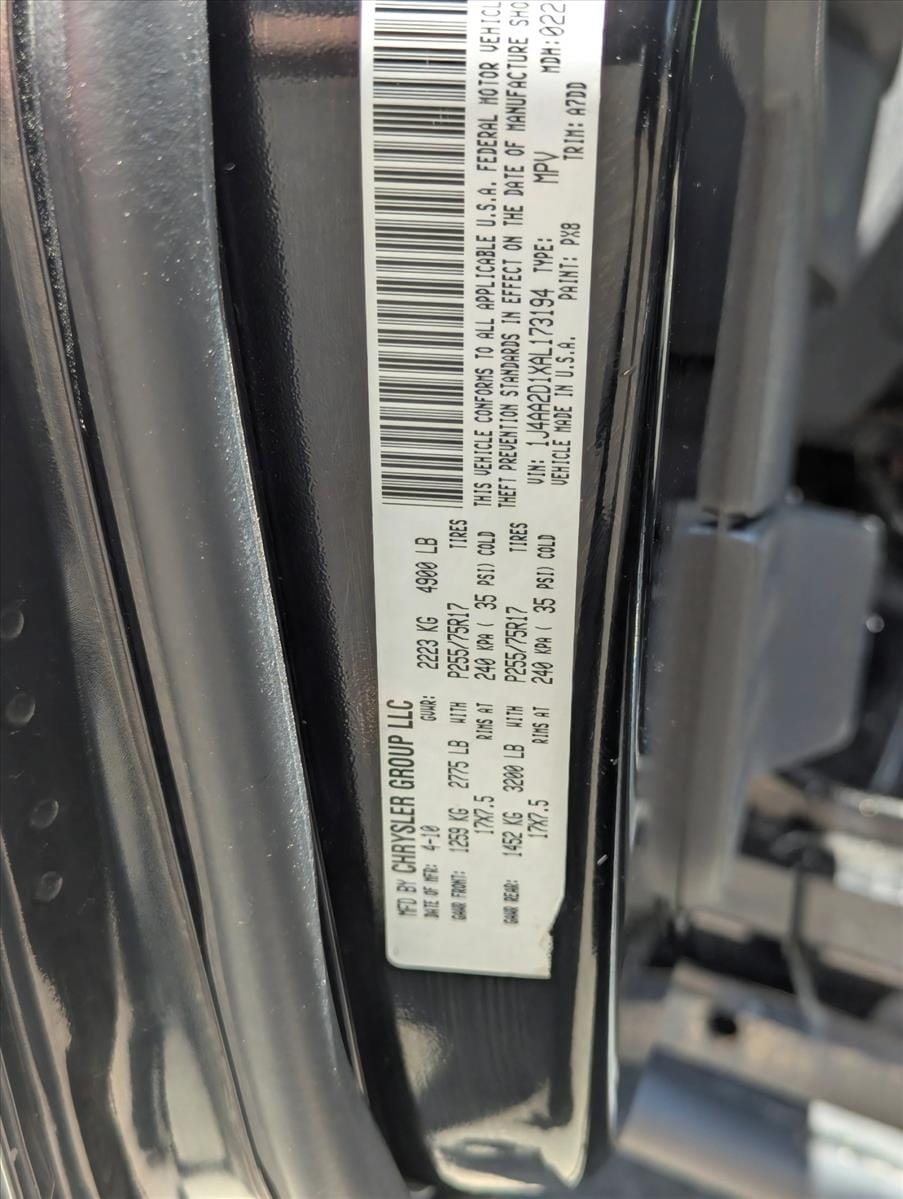 MFD BY CHRYSLER GROUP LLC
DATE OF MFR: 4-10 GVWR: 2223 KG 4900 LB
GAWR FRONT: 1259 KG 2775 LB WITH P255/75R17 TIRES
17X7.5 RIMS AT 240 KPA ( 35 PSI) COLD
GAWR REAR: 1452 KG 3200 LB WITH P255/75R17 TIRES
17X7.5 RIMS AT 240 KPA ( 35 PSI) COLD
THIS VEHICLE CONFORMS TO ALL APPLICABLE U.S.A. FEDERAL MOTOR VEHICL
THEFT PREVENTION STANDARDS IN EFFECT ON THE DATE OF MANUFACTURE SHO
VIN: 1J4AA2D1XAL173194 TYPE: MPV MDH:022
VEHICLE MADE IN U.S.A. PAINT: PX8 TRIM: A7DD